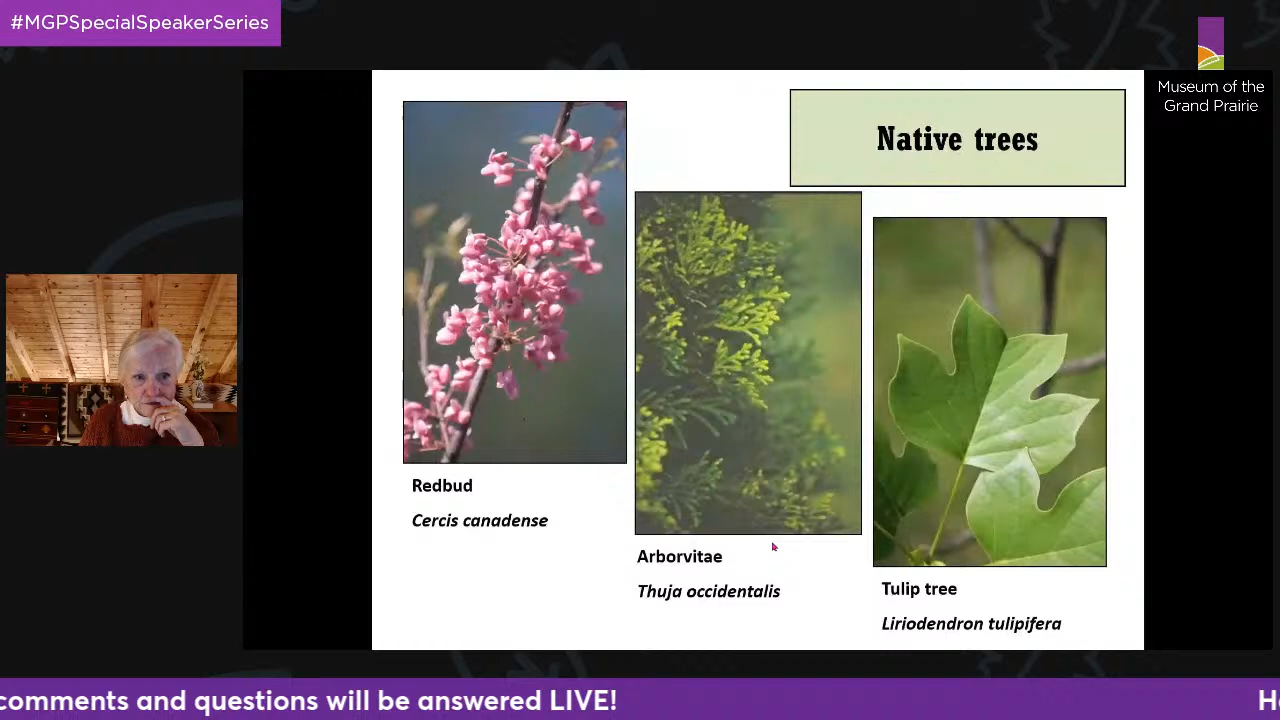 #MGPSpecialSpeakerSeries
Museum of the
Grand Prairie
Native trees
Redbud
Cercis canadense
Arborvitae
Thuja occidentalis
Tulip tree
Liriodendron tulipifera
comments and questions will be answered LIVE!